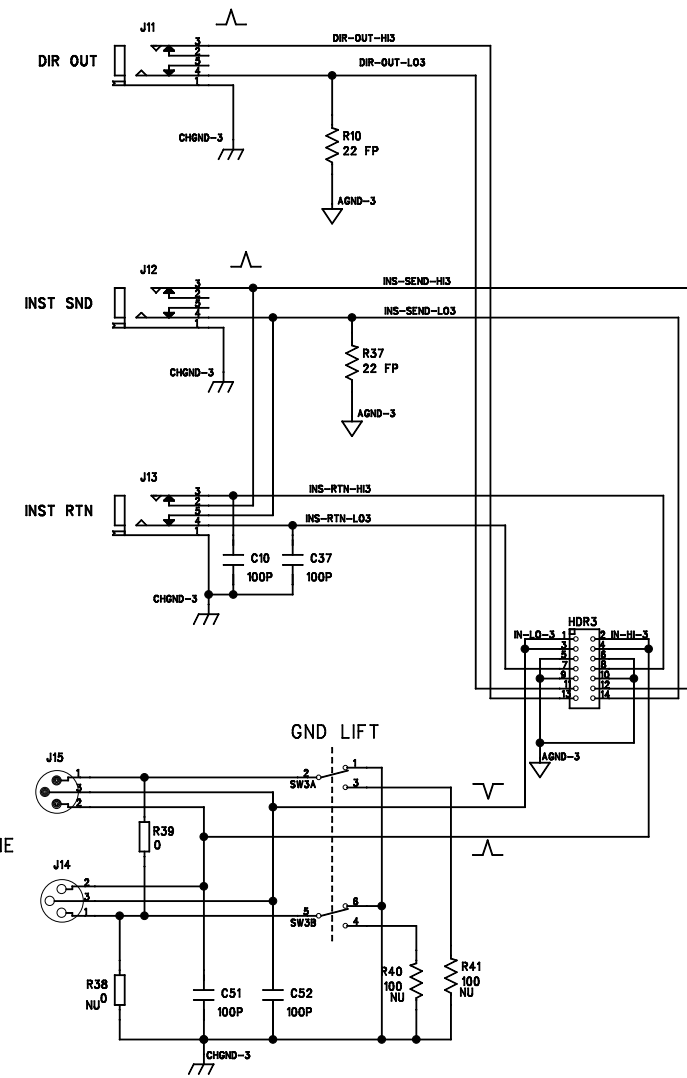 J11
DIR OUT
3
2
5
4
1
DIR-OUT-HI3
DIR-OUT-LO3
CHGND-3
R10
22 FP
AGND-3
J12
INST SND
3
2
5
4
1
INS-SEND-HI3
INS-SEND-LO3
CHGND-3
R37
22 FP
AGND-3
J13
INST RTN
3
2
5
4
1
INS-RTN-HI3
INS-RTN-LO3
C10
100P
C37
100P
CHGND-3
HDR3
IN-LO-3 1 2 IN-HI-3
3 4
5 6
7 8
9 10
11 12
13 14
AGND-3
GND LIFT
J15
1
3
2
2
SW3A
1
3
R39
0
NE
J14
2
3
1
5
SW3B
6
4
R38
0
NU
C51
100P
C52
100P
R40
100
NU
R41
100
NU
CHGND-3